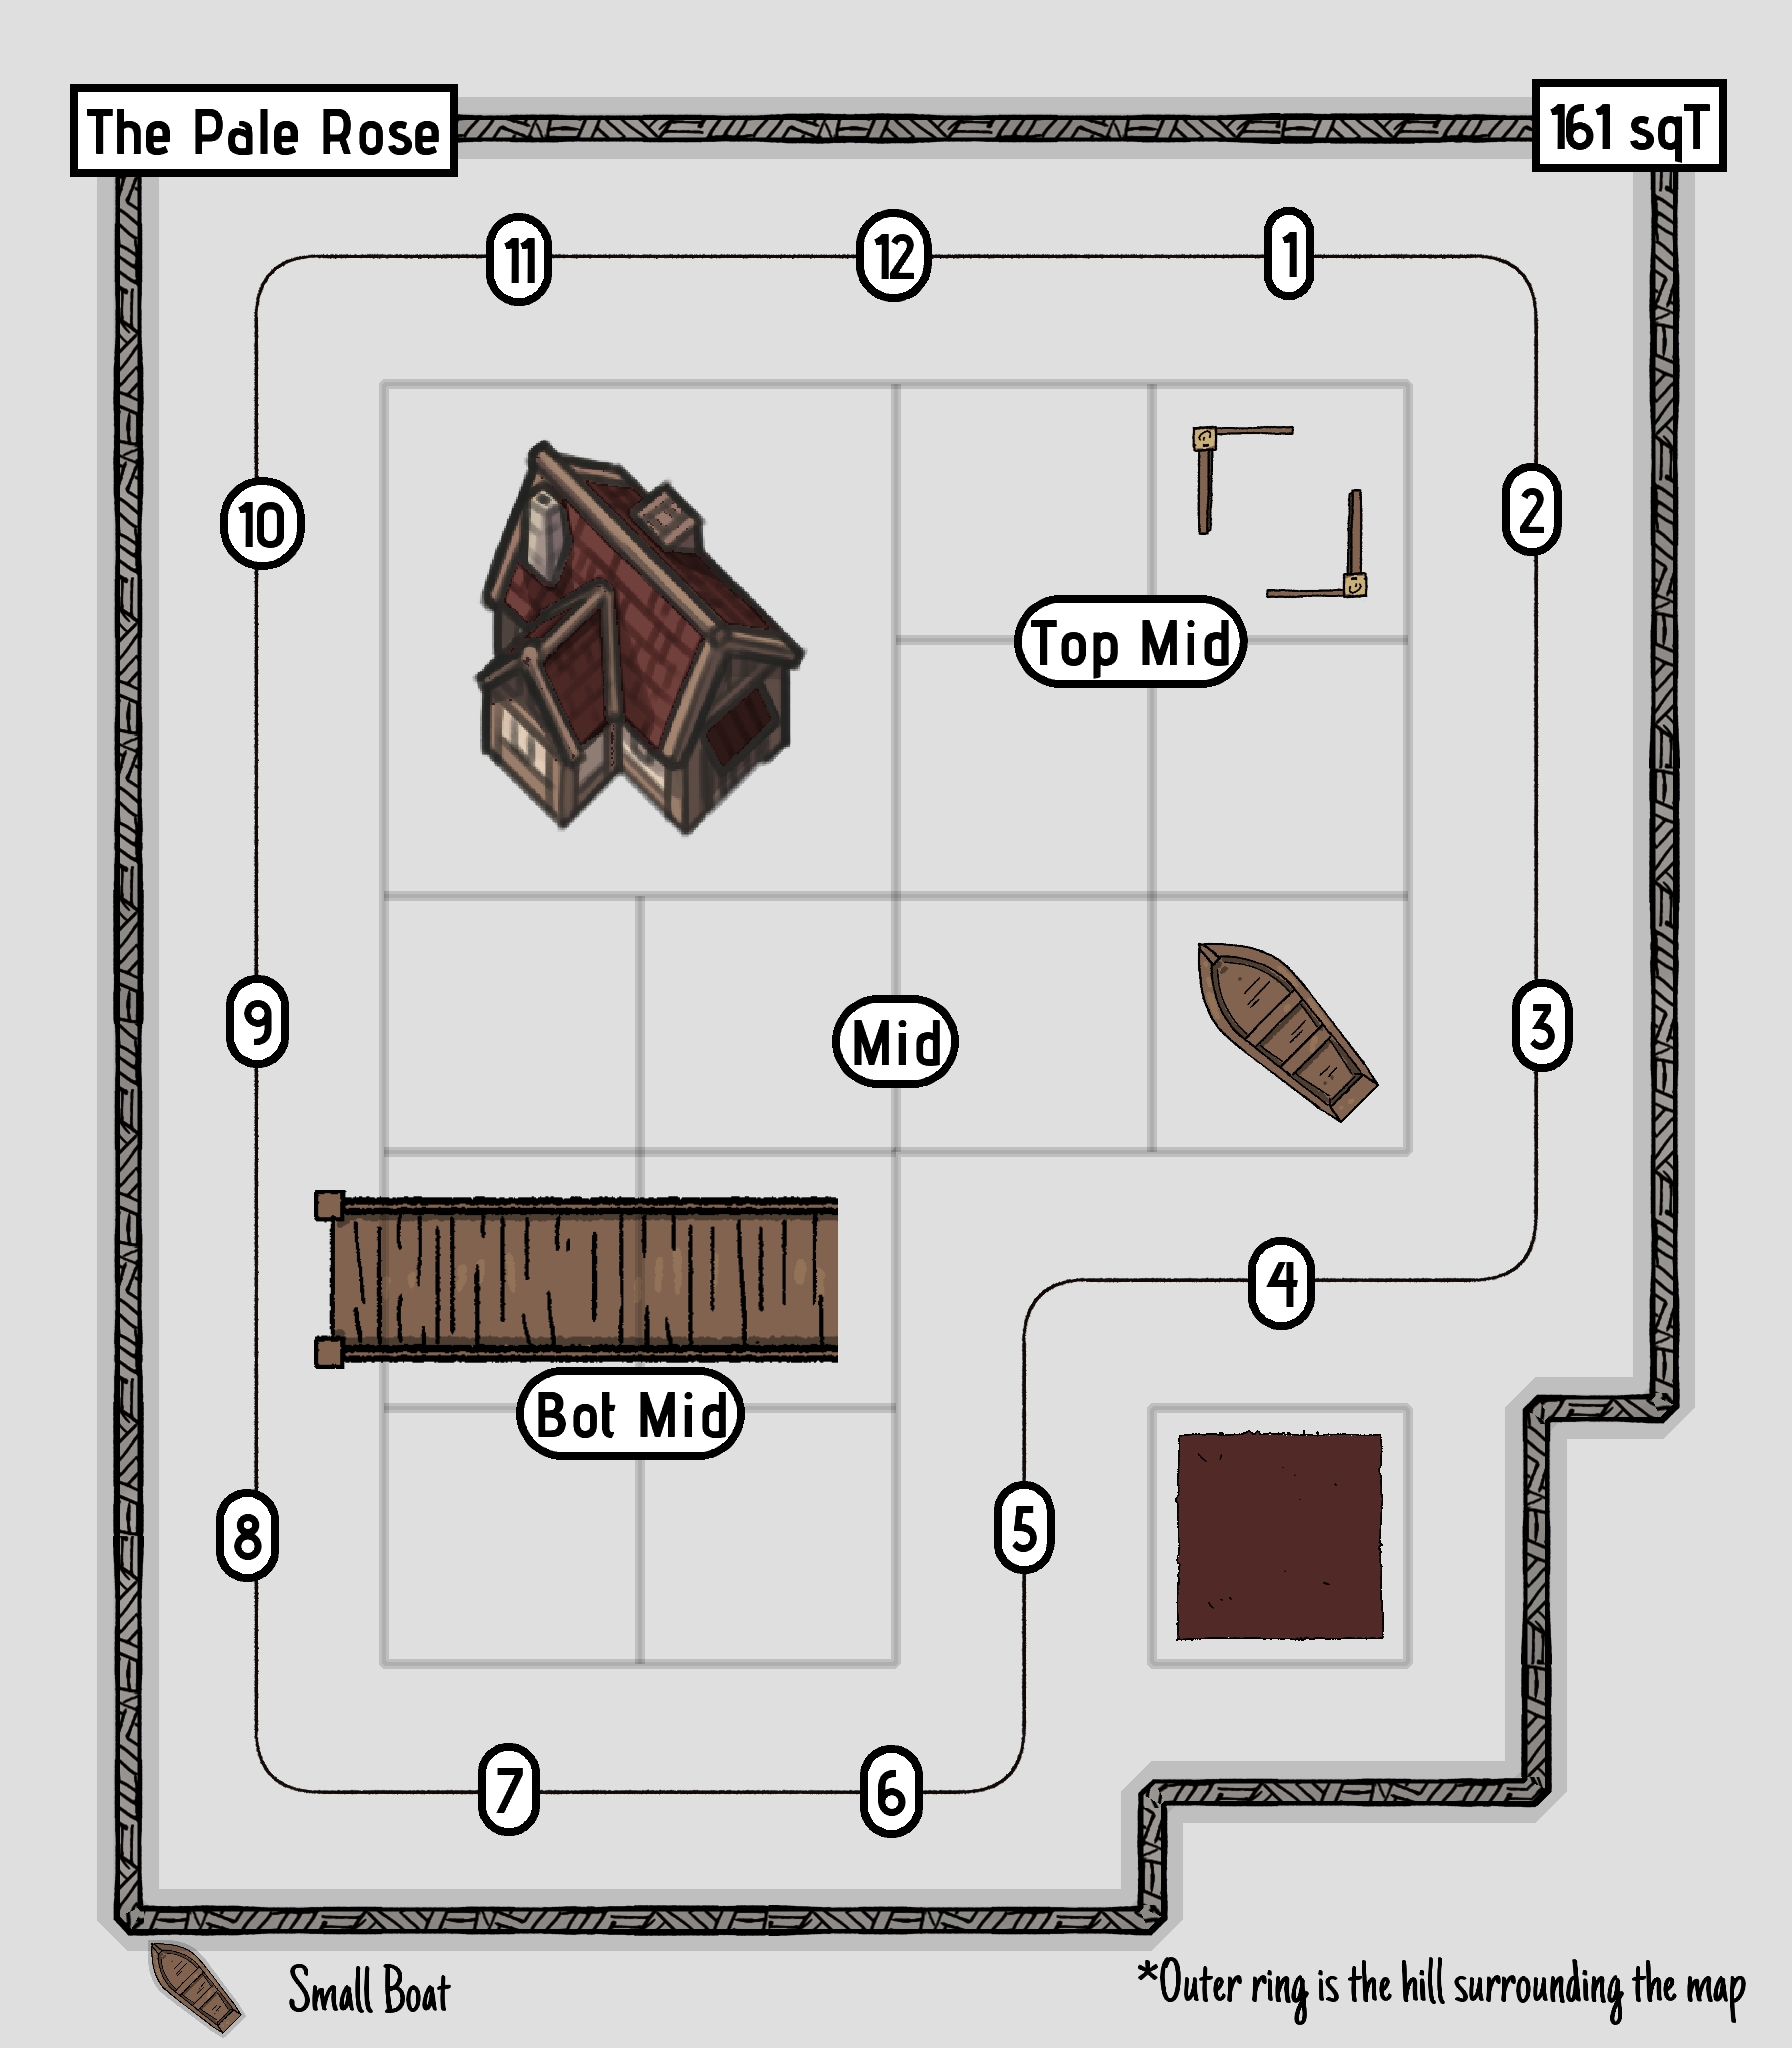 The Pale Rose
161 sqT
11
12
1
10
2
Top Mid
9
Mid
3
4
Bot Mid
8
5
7
6
Small Boat
*Outer ring is the hill surrounding the map